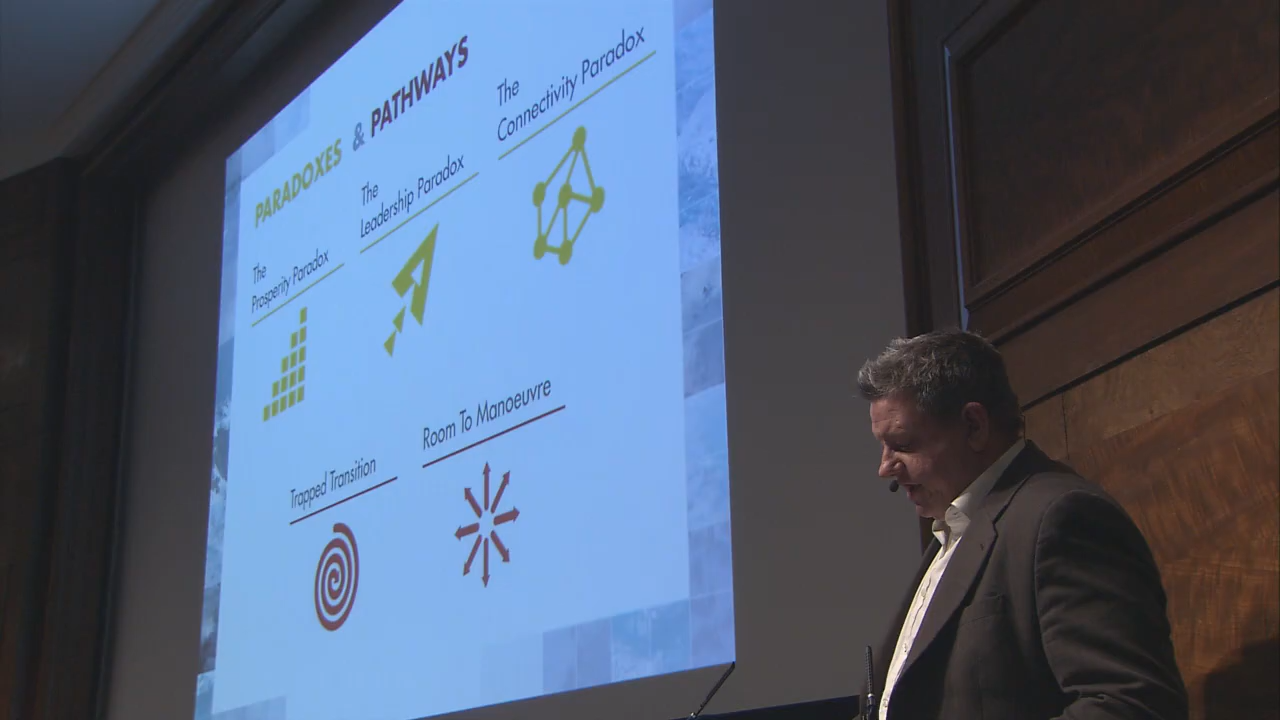 PARADOXES & PATHWAYS
The
Prosperity Paradox
The
Leadership Paradox
The
Connectivity Paradox
Trapped Transition
Room To Manoeuvre